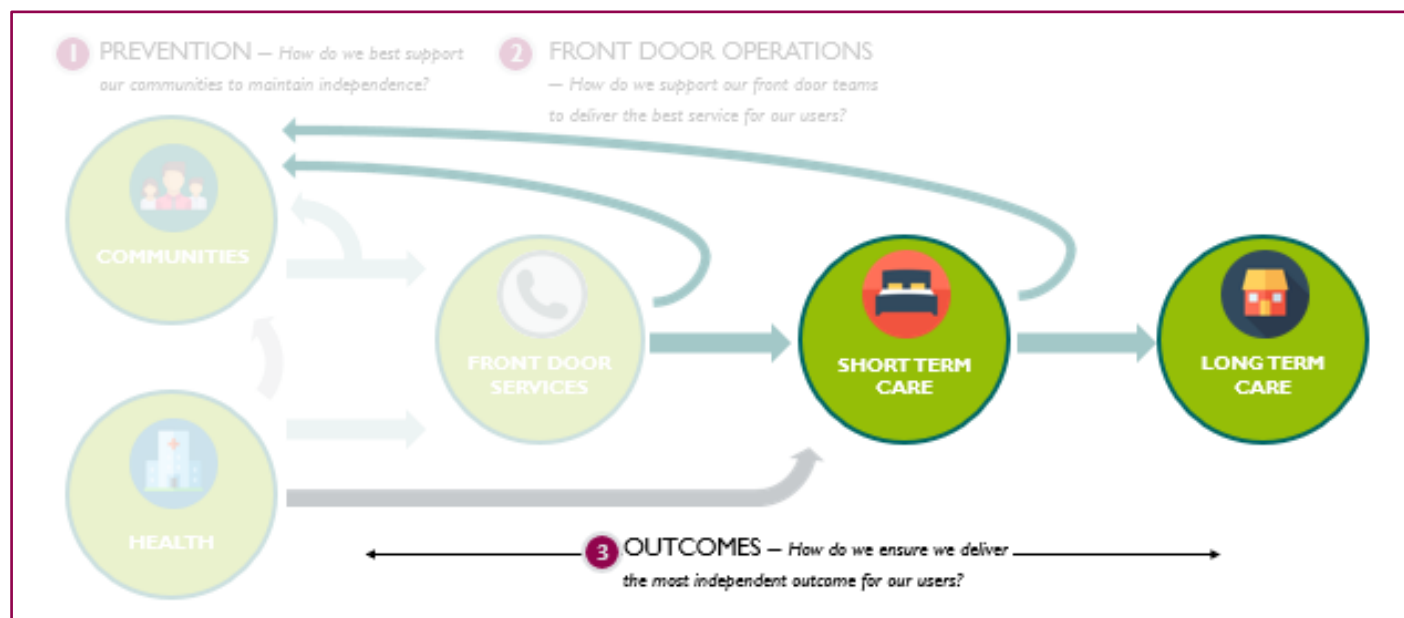 1 PREVENTION – How do we best support
our communities to maintain independence?
2 FRONT DOOR OPERATIONS
– How do we support our front door teams
to deliver the best service for our users?
COMMUNITIES
FRONT DOOR
SERVICES
SHORT TERM
CARE
LONG TERM
CARE
HEALTH
3 OUTCOMES – How do we ensure we deliver
the most independent outcome for our users?